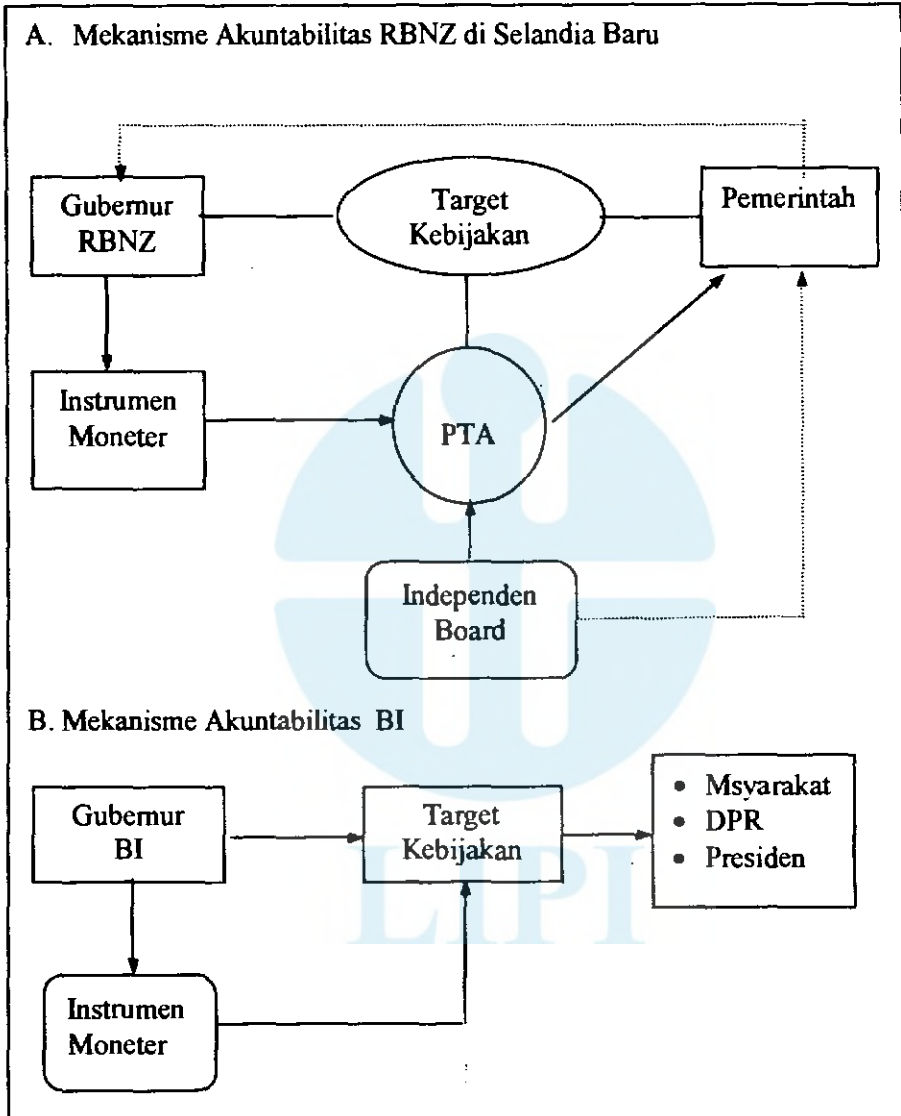 A. Mekanisme Akuntabilitas RBNZ di Selandia Baru
Gubernur
RBNZ
Target
Kebijakan
Pemerintah
Instrumen
Moneter
PTA
Independen
Board
B. Mekanisme Akuntabilitas BI
Gubernur
BI
Target
Kebijakan
• Msyarakat
• DPR
• Presiden
Instrumen
Moneter
LIPI